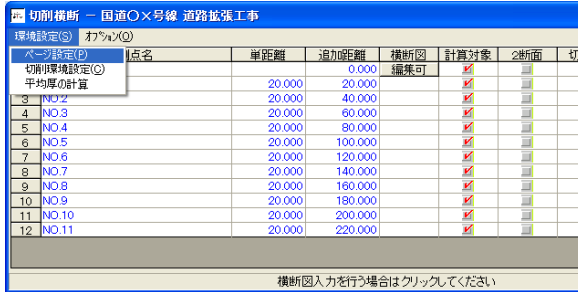 切削横断 － 国道○×号線 道路拡張工事
環境設定(S) オプション(O)
ページ設定(P)
切削環境設定(C)
平均厚の計算
点名 単距離 追加距離 横断図 計算対象 2断面 切
0.000 編集可
20.000 20.000
3 NO.2 20.000 40.000
4 NO.3 20.000 60.000
5 NO.4 20.000 80.000
6 NO.5 20.000 100.000
7 NO.6 20.000 120.000
8 NO.7 20.000 140.000
9 NO.8 20.000 160.000
10 NO.9 20.000 180.000
11 NO.10 20.000 200.000
12 NO.11 20.000 220.000
横断図入力を行う場合はクリックしてください